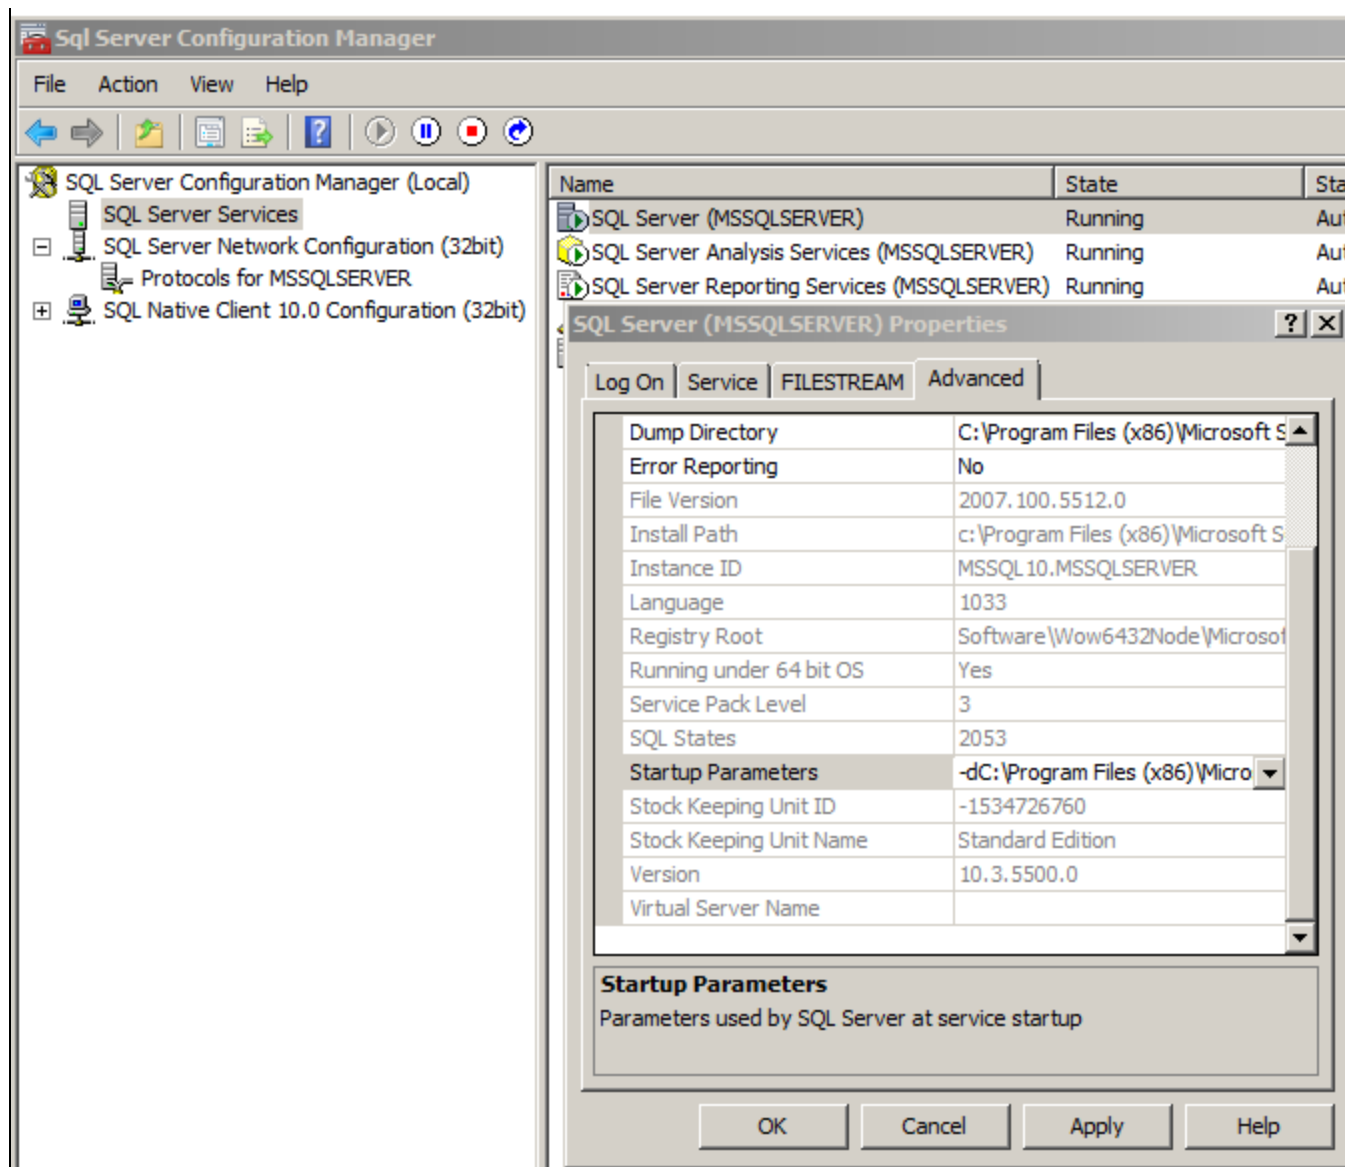 Sql Server Configuration Manager
File Action View Help
SQL Server Configuration Manager (Local)
SQL Server Services
SQL Server Network Configuration (32bit)
Protocols for MSSQLSERVER
SQL Native Client 10.0 Configuration (32bit)
Name State Sta
SQL Server (MSSQLSERVER) Running Aut
SQL Server Analysis Services (MSSQLSERVER) Running Aut
SQL Server Reporting Services (MSSQLSERVER) Running Aut
SQL Server (MSSQLSERVER) Properties
Log On Service FILESTREAM Advanced
Dump Directory C:\Program Files (x86)\Microsoft S
Error Reporting No
File Version 2007.100.5512.0
Install Path c:\Program Files (x86)\Microsoft S
Instance ID MSSQL10.MSSQLSERVER
Language 1033
Registry Root Software\Wow6432Node\Microsof
Running under 64 bit OS Yes
Service Pack Level 3
SQL States 2053
Startup Parameters -dC:\Program Files (x86)\Micro
Stock Keeping Unit ID -1534726760
Stock Keeping Unit Name Standard Edition
Version 10.3.5500.0
Virtual Server Name
Startup Parameters
Parameters used by SQL Server at service startup
OK Cancel Apply Help